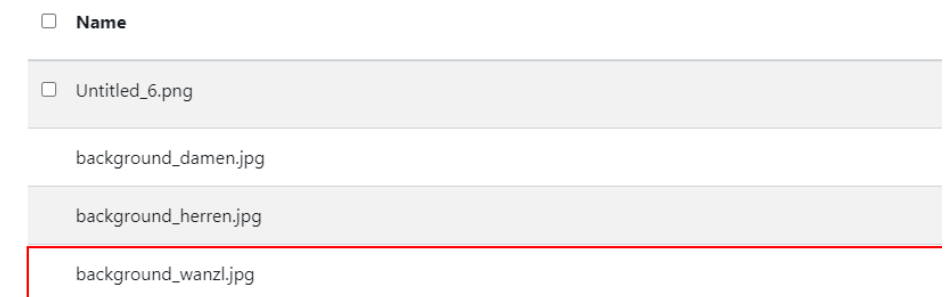 Name
Untitled_6.png
background_damen.jpg
background_herren.jpg
background_wanzl.jpg